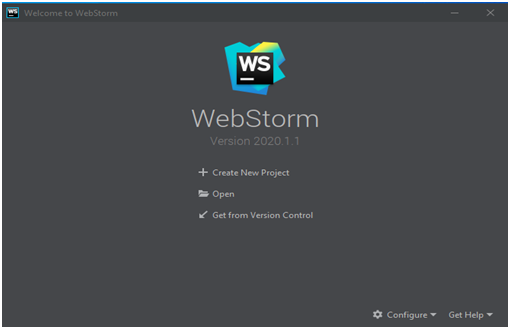 WS Welcome to WebStorm
WS
WebStorm
Version 2020.1.1
Create New Project
Open
Get from Version Control
Configure Get Help